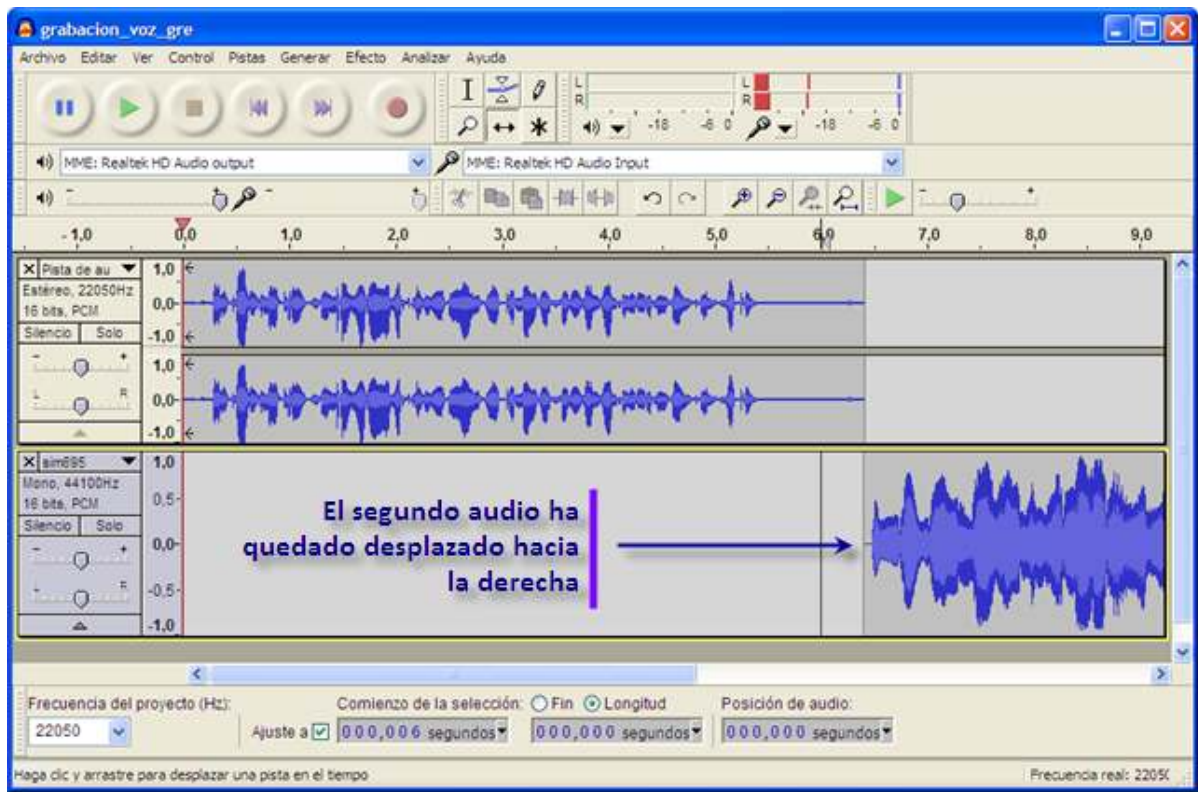 grabacion_voz_gre
Archivo Editar Ver Control Pistas Generar Efecto Analizar Ayuda
L
R
-18 -6 0
L
R
-18 -6 0
MME: Realtek HD Audio output
MME: Realtek HD Audio Input
- +
- +
- +
-1,0 0,0 1,0 2,0 3,0 4,0 5,0 6,0 7,0 8,0 9,0
Pista de au
Estéreo, 22050Hz
16 bits, PCM
Silencio Solo
- +
L R
1,0
0,0
-1,0
1,0
0,0
-1,0
sim695
Mono, 44100Hz
16 bits, PCM
Silencio Solo
- +
L R
1,0
0,5
0,0
-0,5
-1,0
El segundo audio ha
quedado desplazado hacia
la derecha
Frecuencia del proyecto (Hz):
22050
Ajuste a
Comienzo de la selección:
000,006 segundos
Fin Longitud
000,000 segundos
Posición de audio:
000,000 segundos
Haga clic y arrastre para desplazar una pista en el tiempo
Frecuencia real: 2205